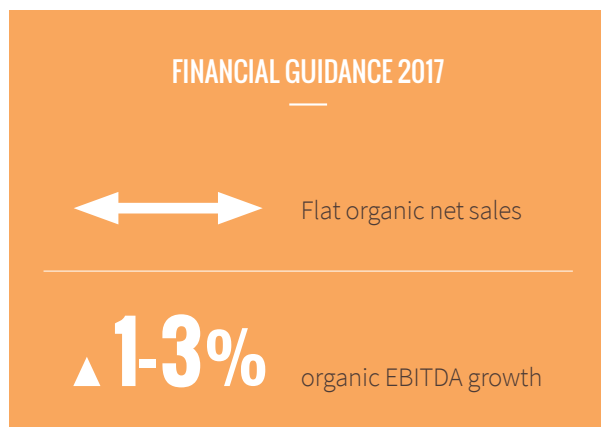 FINANCIAL GUIDANCE 2017
Flat organic net sales
1-3% organic EBITDA growth